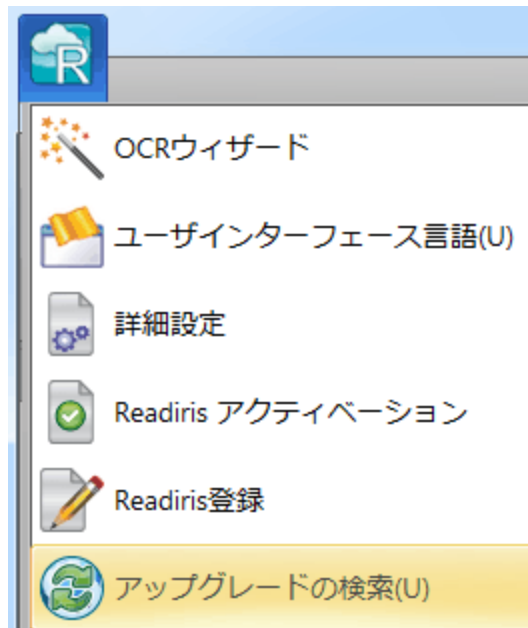 R
OCRウィザード
ユーザインターフェース言語(U)
詳細設定
Readiris アクティベーション
Readiris登録
アップグレードの検索(U)